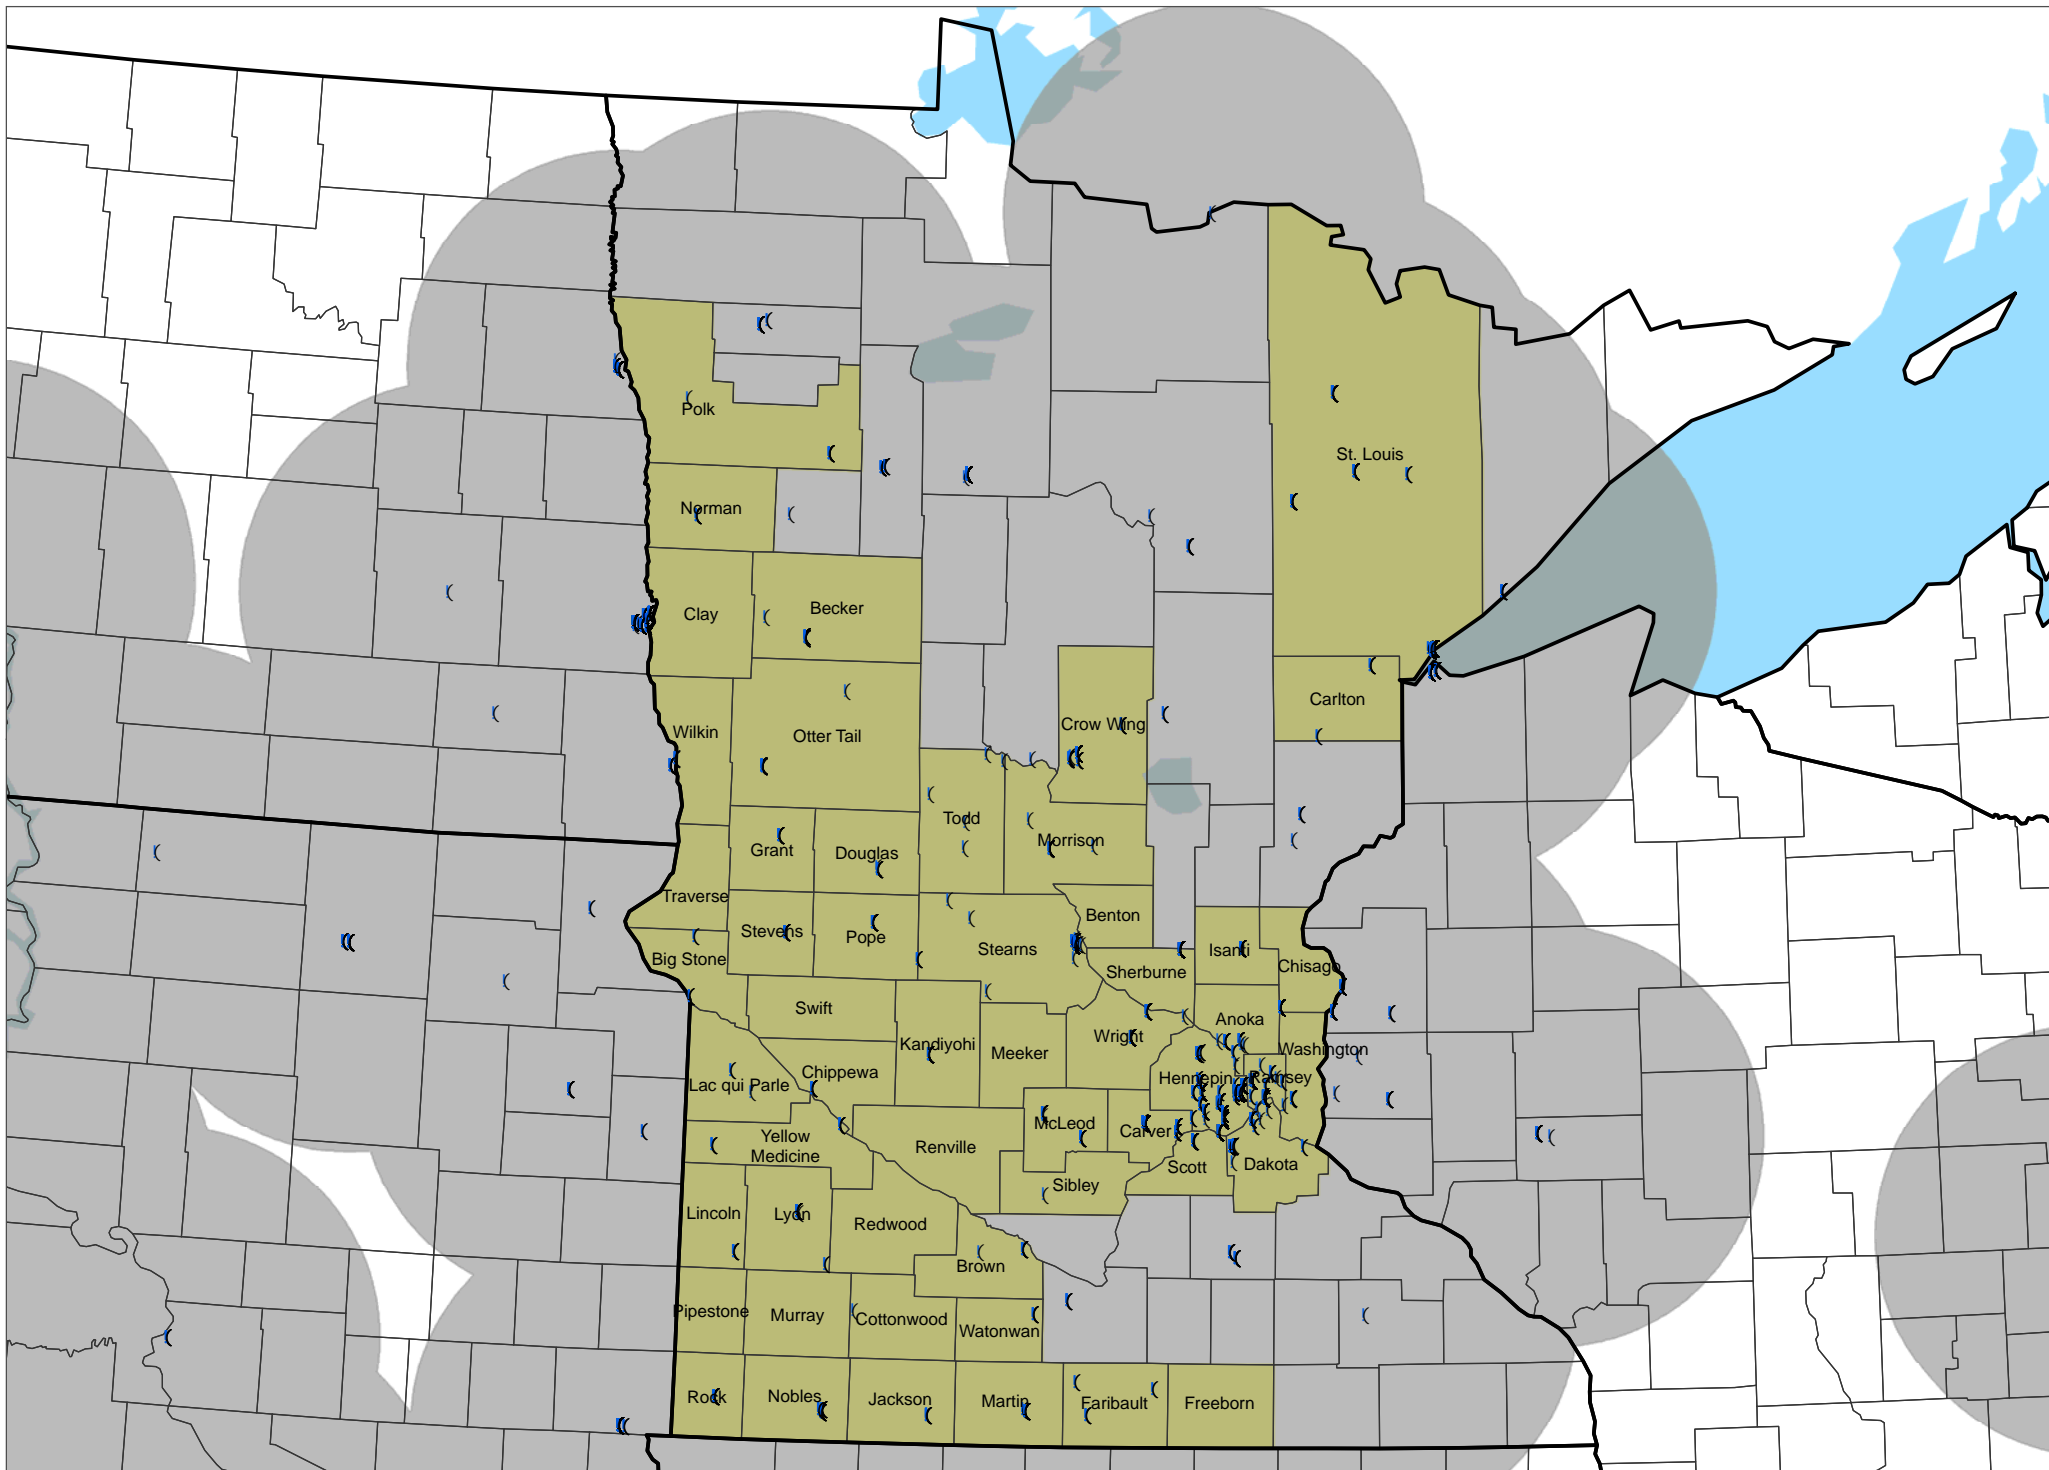 Polk
St. Louis
Norman
Clay
Becker
Carlton
Crow Wing
Wilkin
Otter Tail
Todd
Morrison
Grant
Douglas
Traverse
Benton
Stevens
Pope
Stearns
Isanti
Big Stone
Sherburne
Chisago
Swift
Anoka
Wright
Kandiyohi
Meeker
Washington
Chippewa
Hennepin
Ramsey
Lac qui Parle
McLeod
Carver
Yellow
Medicine
Renville
Scott
Dakota
Sibley
Lincoln
Lyon
Redwood
Brown
Pipestone
Murray
Cottonwood
Watonwan
Rock
Nobles
Jackson
Martin
Faribault
Freeborn